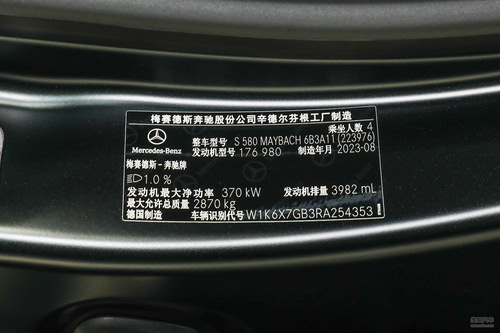 梅赛德斯奔驰股份公司辛德尔芬根工厂制造
乘坐人数 4
整车型号 S 580 MAYBACH 6B3A11 (223976)
Mercedes-Benz 发动机型号 176 980 制造年月 2023-08
梅赛德斯－奔驰牌
1.0 %
发动机最大净功率 370 kW 发动机排量 3982 mL
最大允许总质量 2870 kg
德国制造 车辆识别代号 W1K6X7GB3RA254353